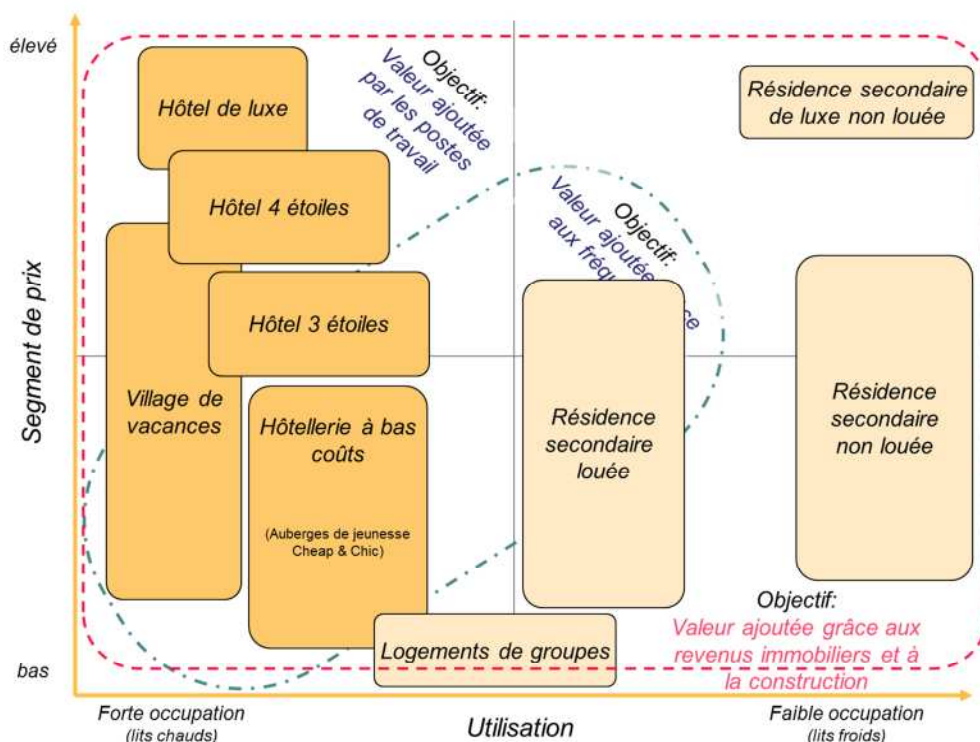 élevé
Objectif:
Valeur ajoutée
par les postes
de travail
Hôtel de luxe
Résidence secondaire
de luxe non louée
Hôtel 4 étoiles
Objectif:
Valeur ajoutée
aux
Segment de prix
Hôtel 3 étoiles
Village de
vacances
Hôtellerie à bas
coûts
(Auberges de jeunesse
Cheap & Chic)
Résidence
secondaire
louée
Résidence
secondaire
non louée
Objectif:
Valeur ajoutée grâce aux
revenus immobiliers et à
la construction
Logements de groupes
bas
Forte occupation
(lits chauds)
Utilisation
Faible occupation
(lits froids)